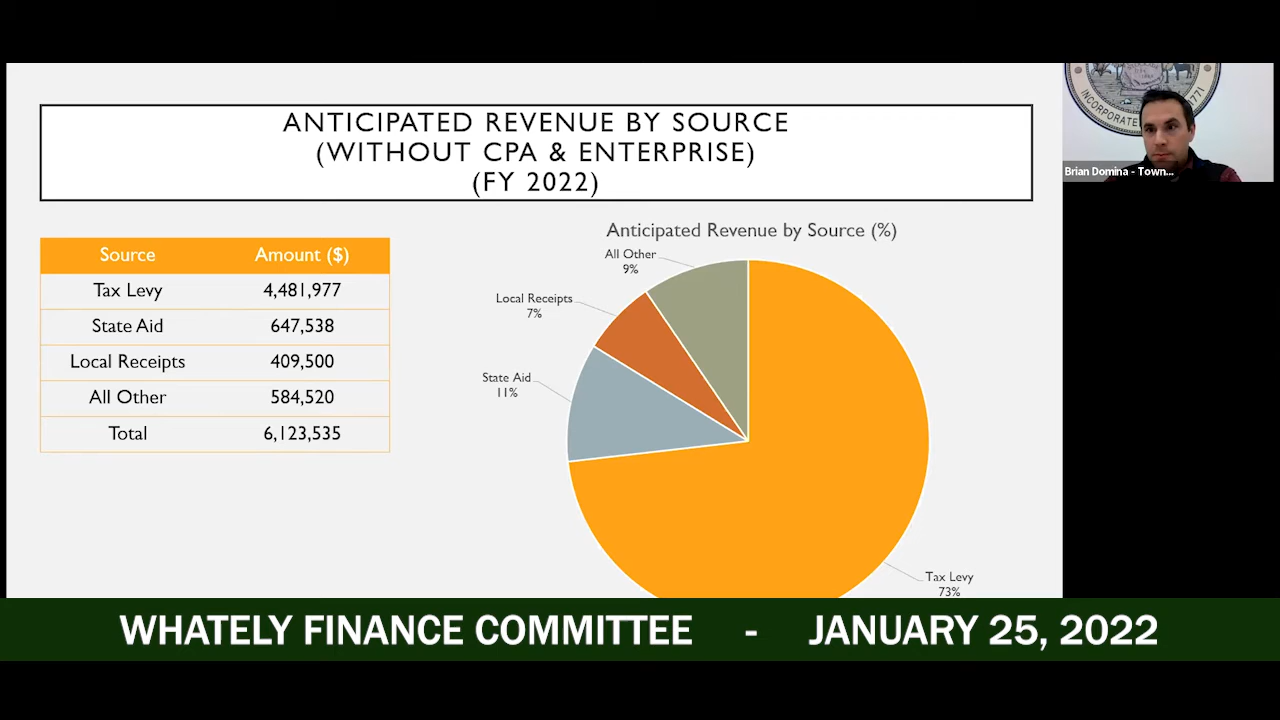 ANTICIPATED REVENUE BY SOURCE
(WITHOUT CPA & ENTERPRISE)
(FY 2022)
Source Amount ($)
Tax Levy 4,481,977
State Aid 647,538
Local Receipts 409,500
All Other 584,520
Total 6,123,535
Anticipated Revenue by Source (%)
All Other
9%
Local Receipts
7%
State Aid
11%
Tax Levy
73%
INCORPORATE 1771
Brian Domina - Town...
WHATELY FINANCE COMMITTEE - JANUARY 25, 2022